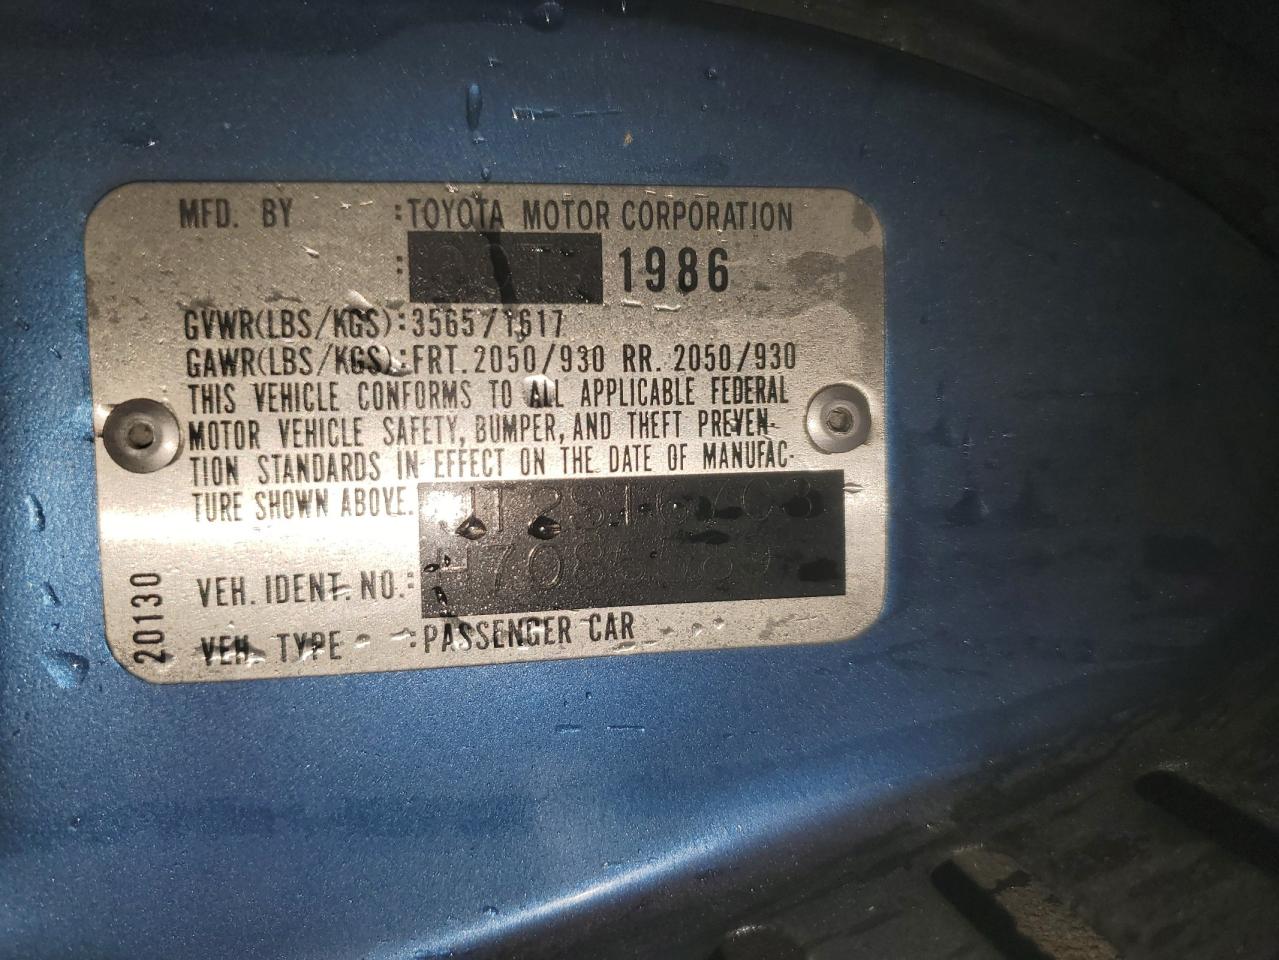 MFD. BY :TOYOTA MOTOR CORPORATION
: 1986
GVWR(LBS/KGS):3565/1617
GAWR(LBS/KGS):FRT.2050/930 RR. 2050/930
THIS VEHICLE CONFORMS TO ALL APPLICABLE FEDERAL
MOTOR VEHICLE SAFETY, BUMPER, AND THEFT PREVEN-
TION STANDARDS IN EFFECT ON THE DATE OF MANUFAC-
TURE SHOWN ABOVE.
VEH. IDENT. NO.:
VEH. TYPE :PASSENGER CAR
20130